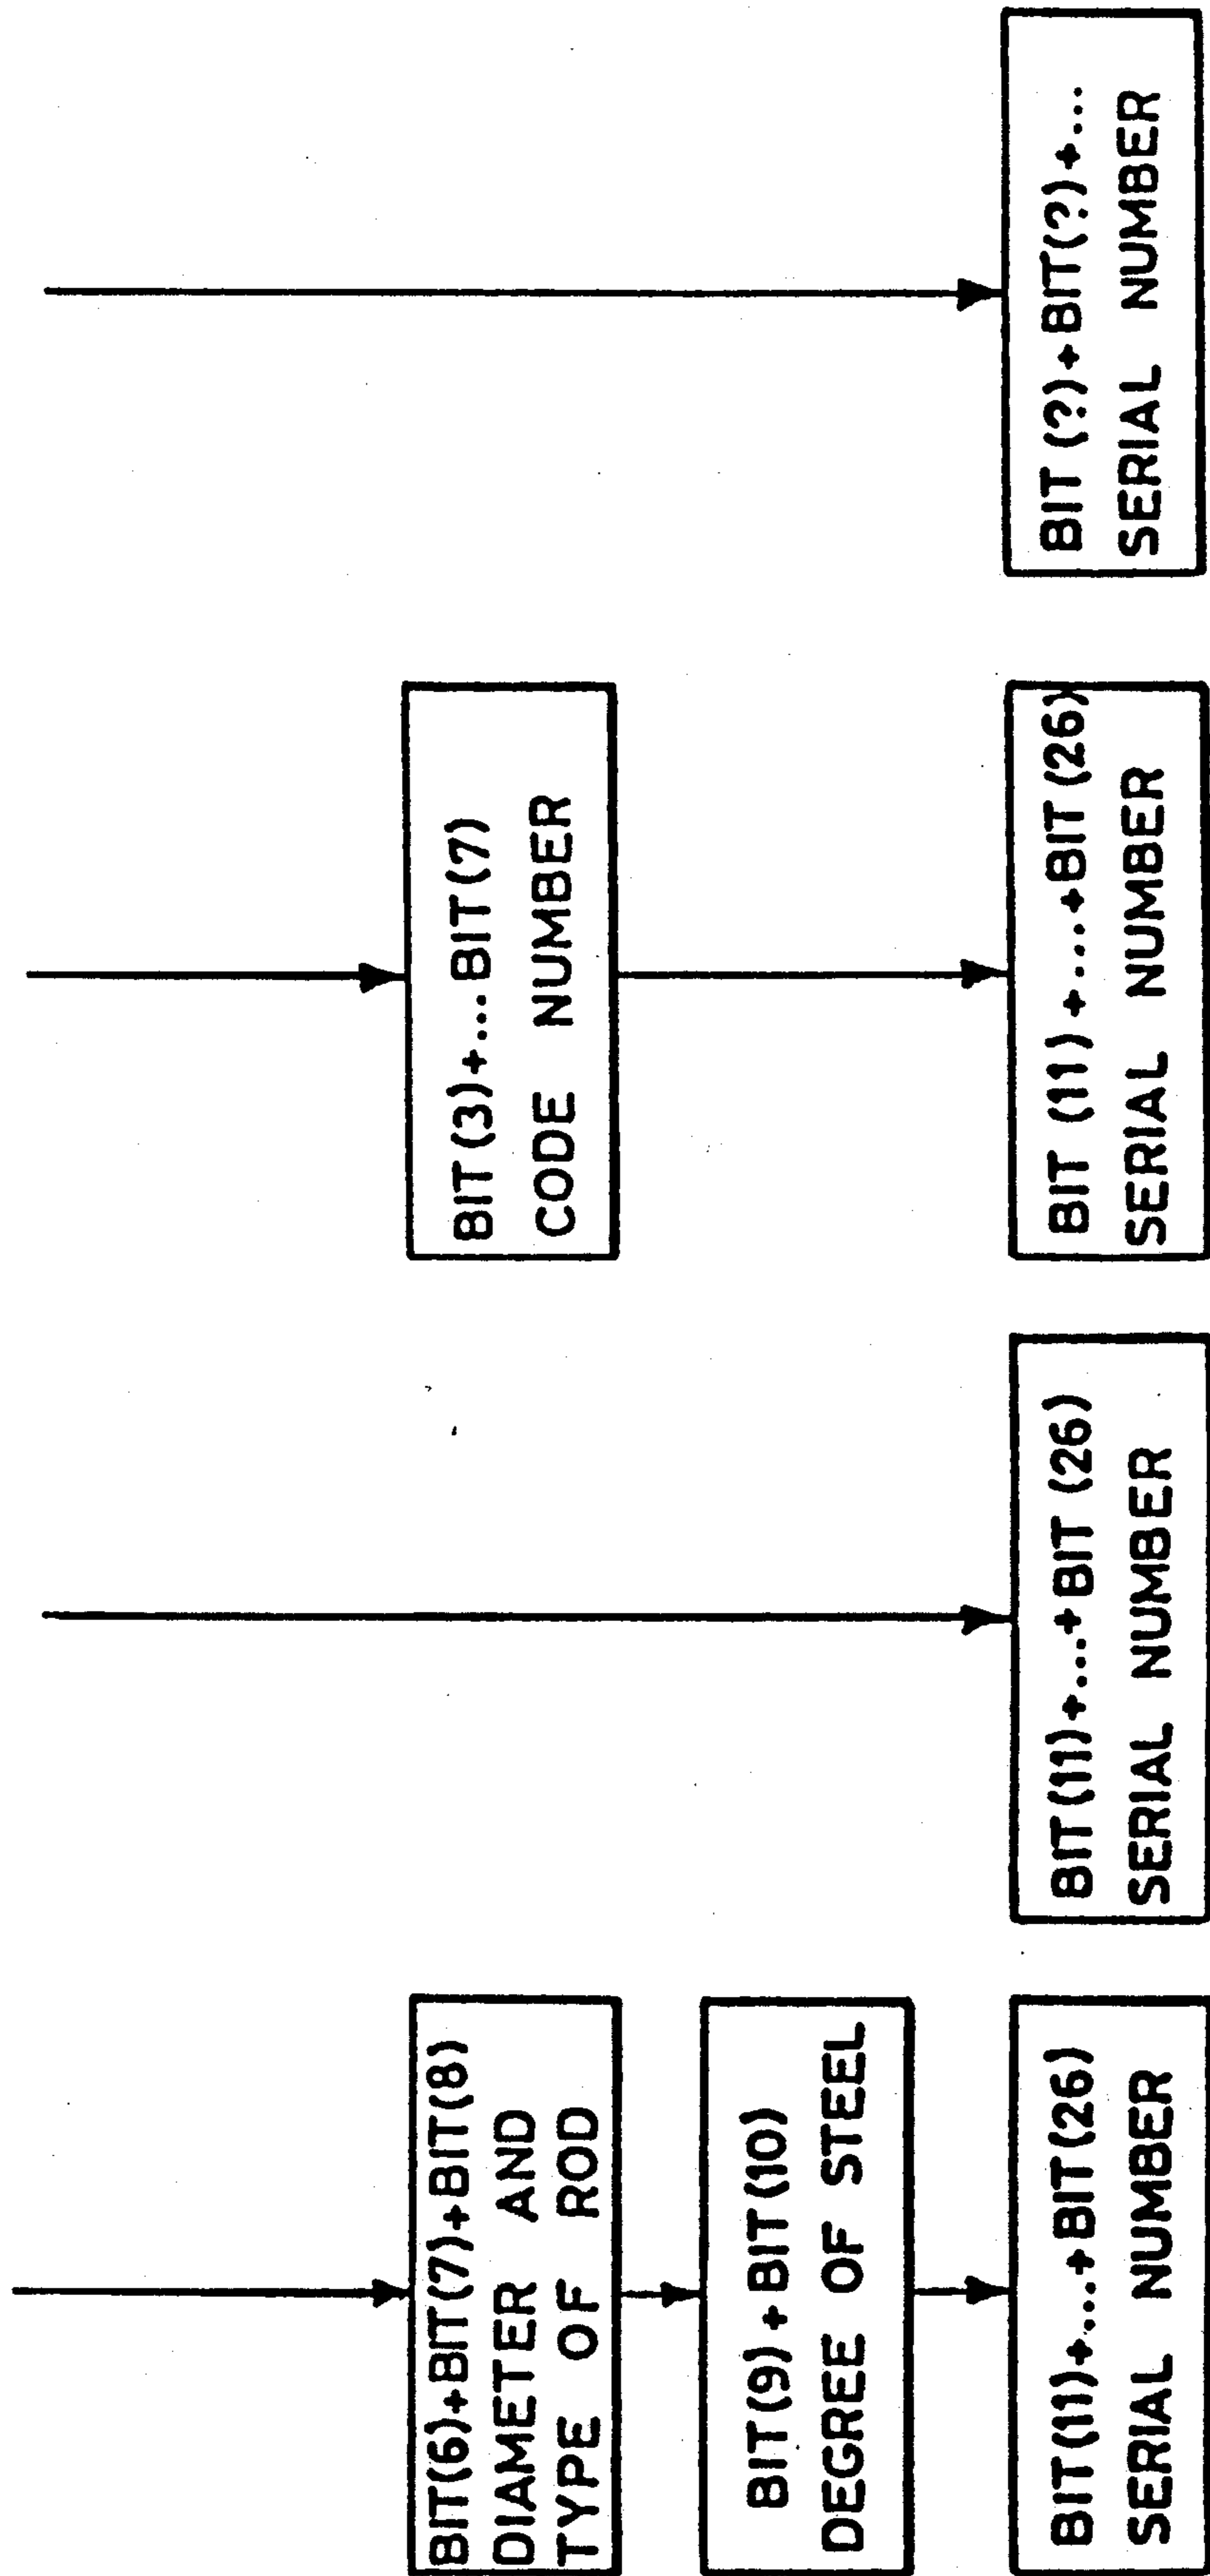 BIT(6)+BIT(7)+BIT(8)
DIAMETER AND
TYPE OF ROD
BIT(9)+BIT(10)
DEGREE OF STEEL
BIT(11)+...+BIT(26)
SERIAL NUMBER
BIT(11)+...+BIT(26)
SERIAL NUMBER
BIT(3)+...BIT(7)
CODE NUMBER
BIT(11)+...+BIT(26)
SERIAL NUMBER
BIT(?)+BIT(?)+...
SERIAL NUMBER